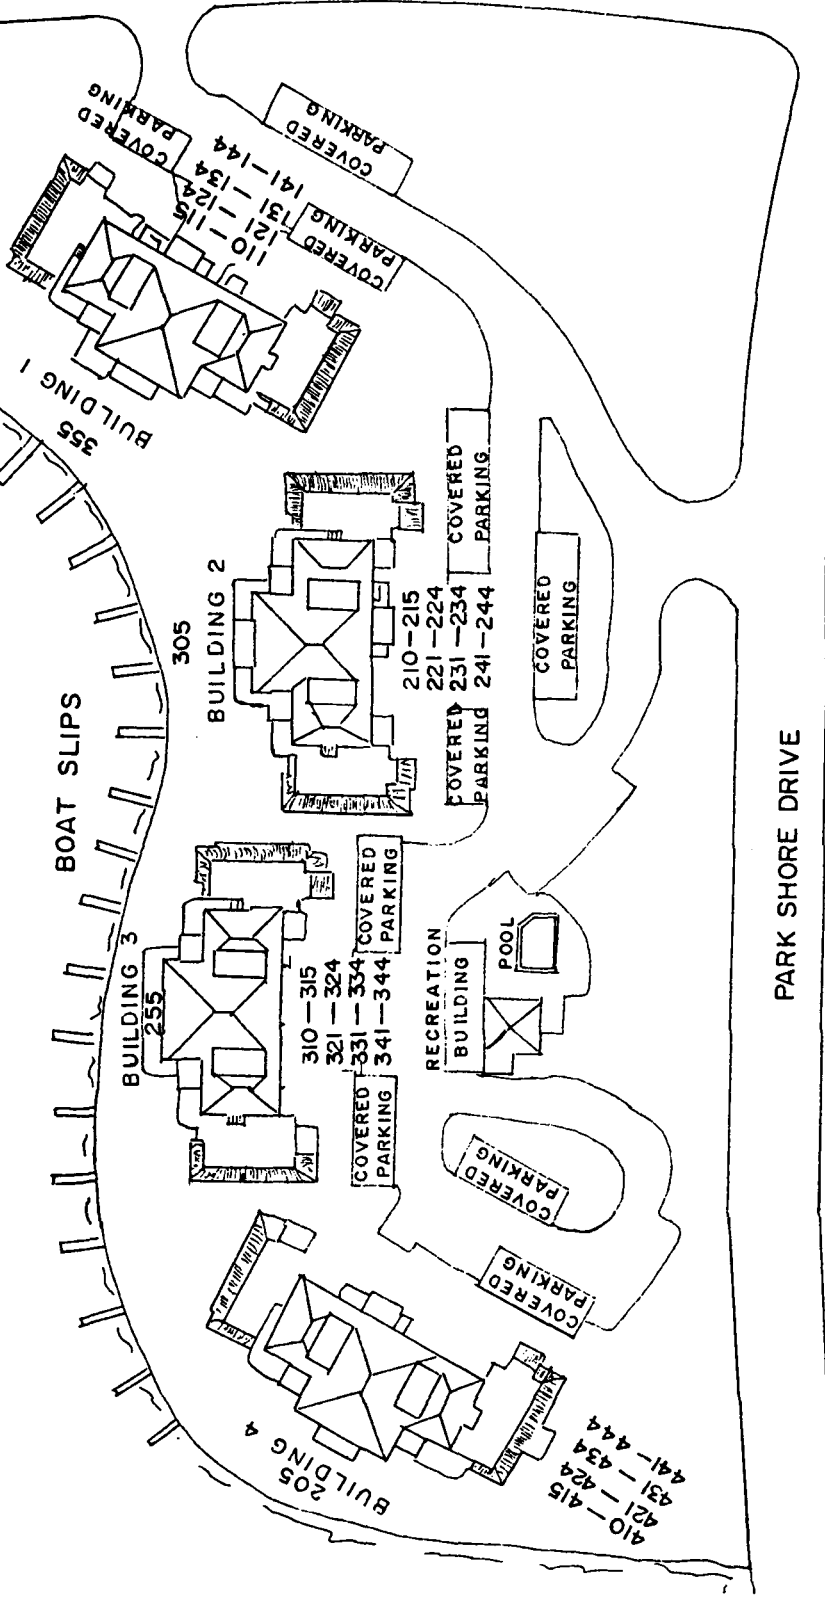 COVERED
PARKING
COVERED
PARKING
110—115
121—124
131—134
141—144
COVERED
PARKING
BUILDING 1
355
COVERED
PARKING
BOAT SLIPS
305
BUILDING 2
210—215
221—224
231—234
241—244
COVERED
PARKING
COVERED
PARKING
PARK SHORE DRIVE
BUILDING 3
255
COVERED
PARKING
310—315
321—324
331—334
341—344
COVERED
PARKING
RECREATION
BUILDING
POOL
COVERED
PARKING
COVERED
PARKING
BUILDING 4
205
410—415
421—424
431—434
441—444